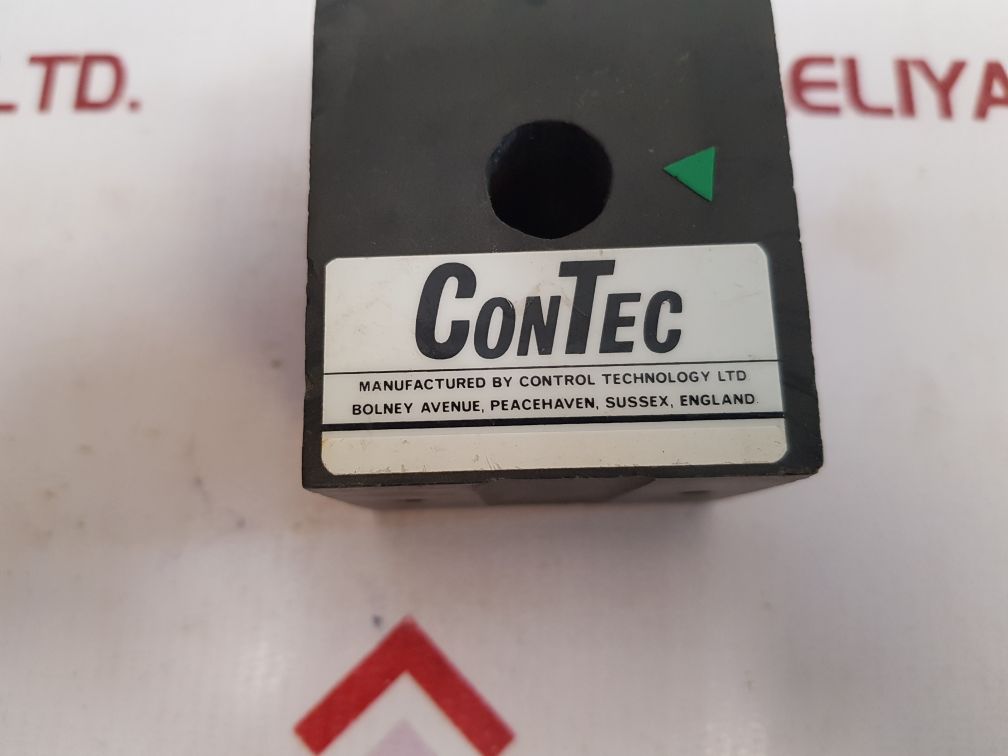 LTD.
ELIYA
CONTEC
MANUFACTURED BY CONTROL TECHNOLOGY LTD
BOLNEY AVENUE, PEACEHAVEN, SUSSEX, ENGLAND.